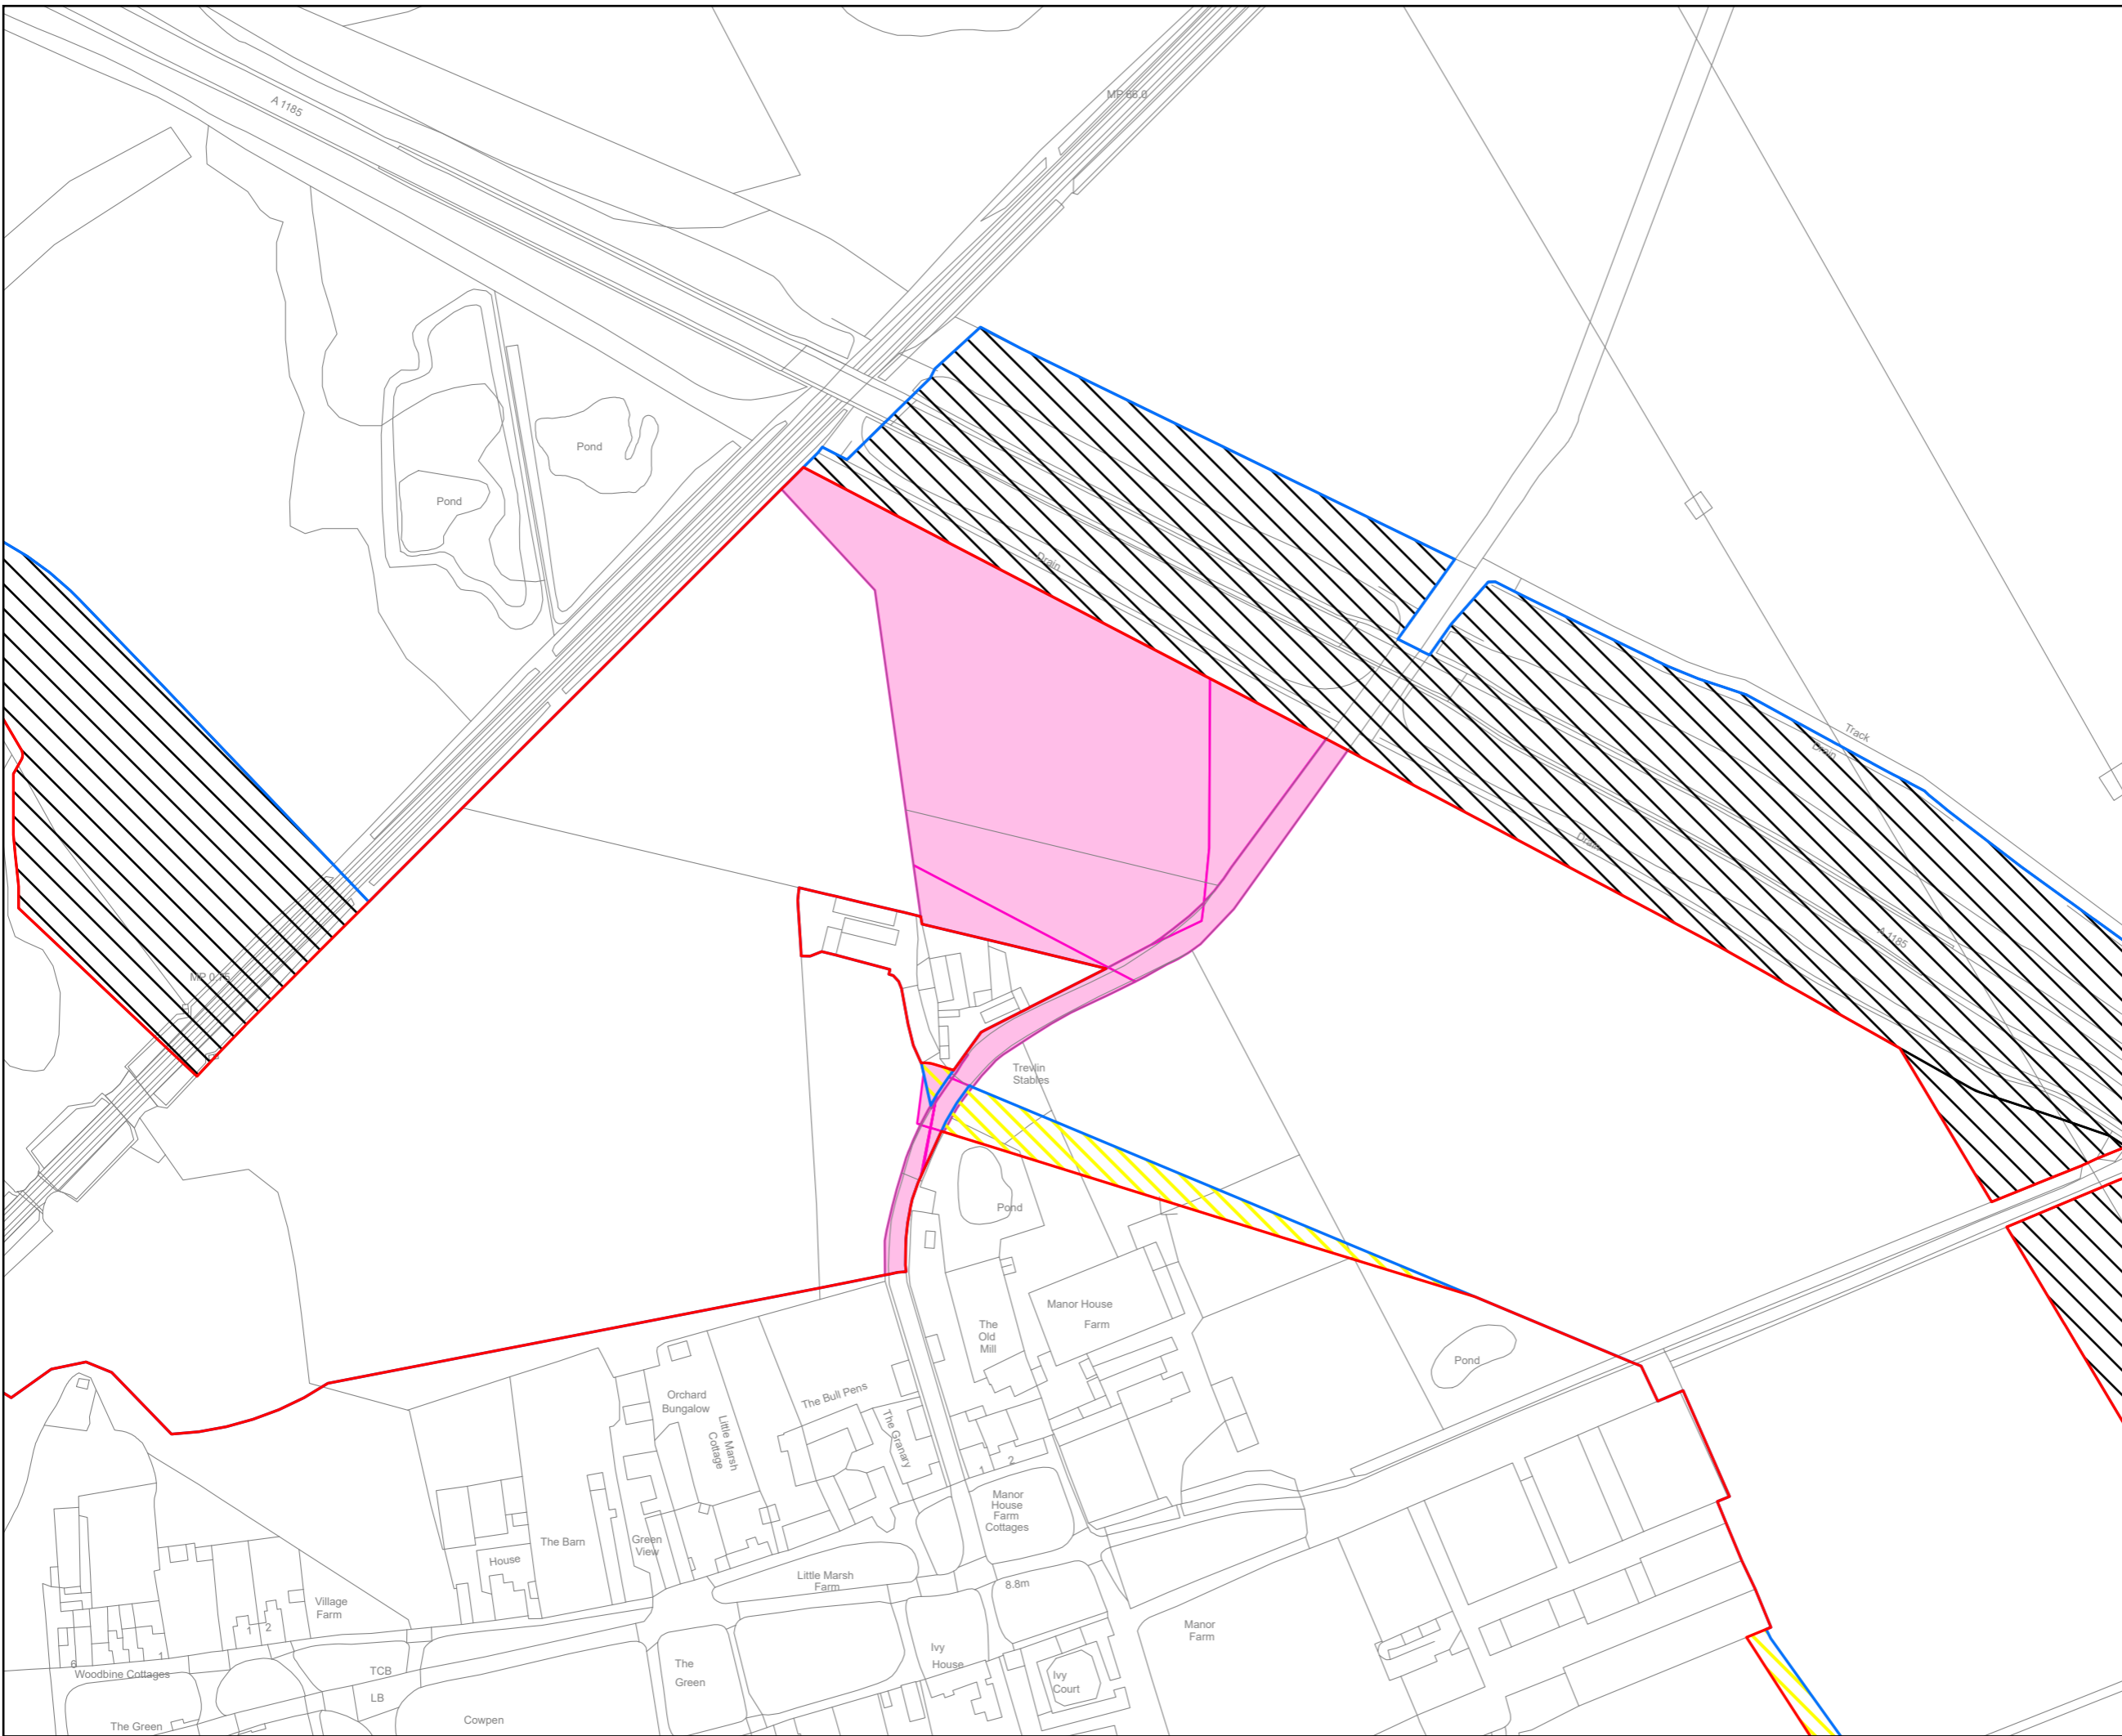 A 1185
MP 66.0
Pond
Pond
Drain
Track
Drain
Drain
A 1185
MP 0.75
Trevlin
Stables
Pond
Manor House
Farm
The
Old
Mill
Pond
Orchard
Bungalow
Little Marsh
Cottage
The Bull Pens
The Granary
1
2
Manor
House
Farm
Cottages
The Barn
Green
View
House
Little Marsh
Farm
8.8m
Village
Farm
1
2
Manor
Farm
Ivy
House
Ivy
Court
6
1
Woodbine Cottages
TCB
LB
The
Green
The Green
Cowpen